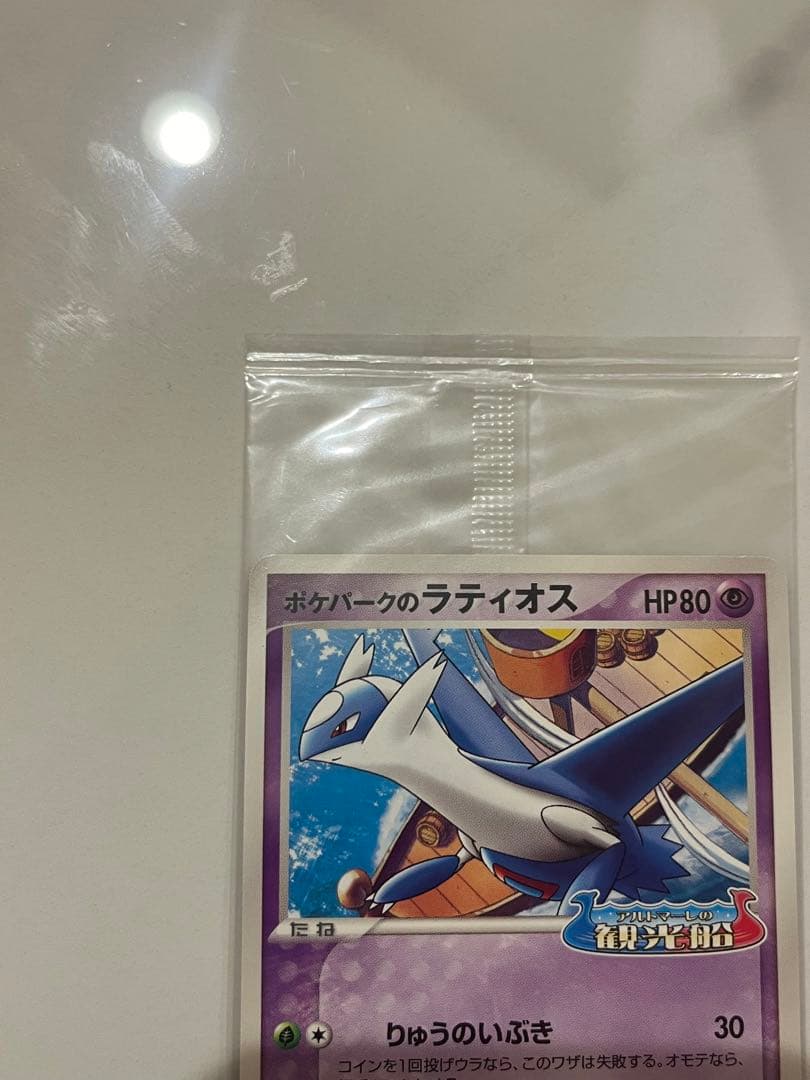 ポケパークのラティオス HP80
たね
アルトマーレの
観光船
りゅうのいぶき 30
コインを1回投げウラなら、このワザは失敗する。オモテなら、